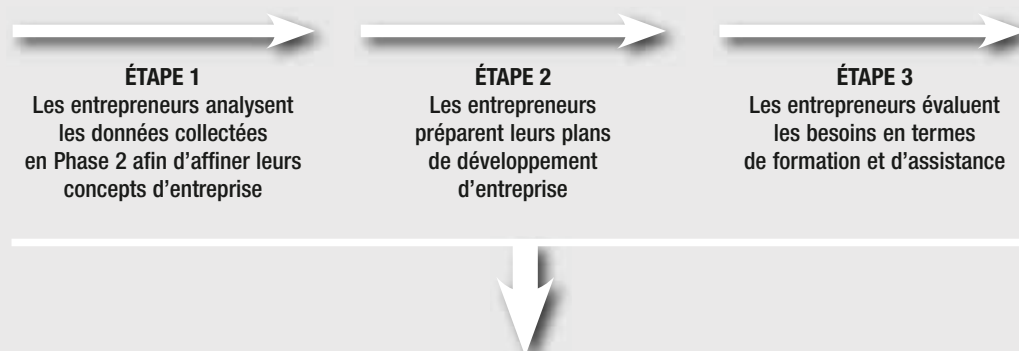 ÉTAPE 1
Les entrepreneurs analysent
les données collectées
en Phase 2 afin d’affiner leurs
concepts d’entreprise
ÉTAPE 2
Les entrepreneurs
préparent leurs plans
de développement
d’entreprise
ÉTAPE 3
Les entrepreneurs évaluent
les besoins en termes
de formation et d’assistance